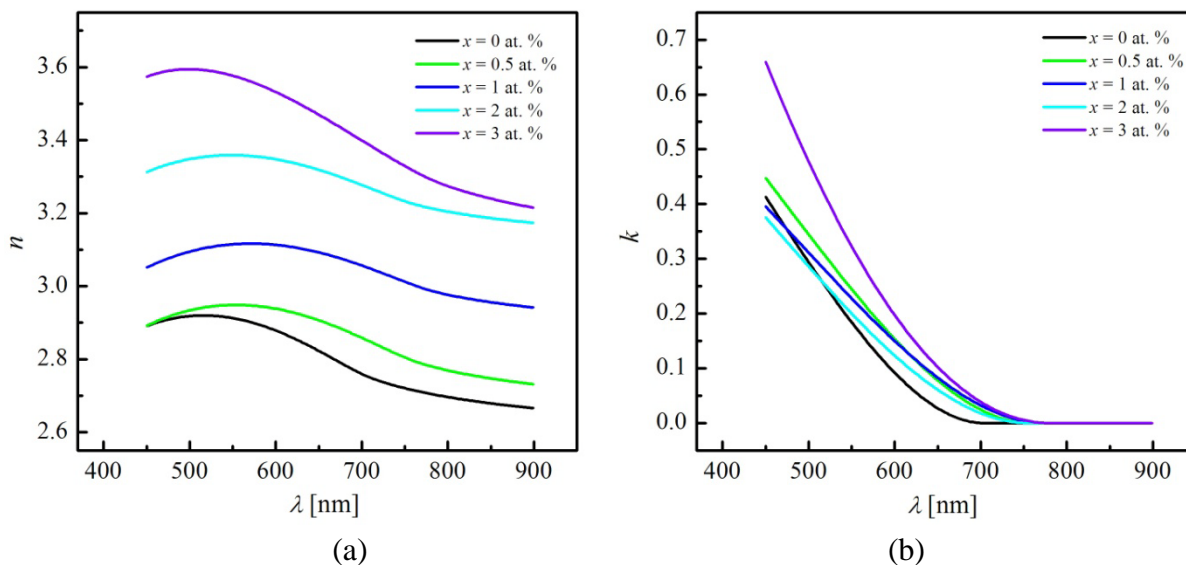 3.6
3.4
3.2
3.0
2.8
2.6
n
x = 0 at. %
x = 0.5 at. %
x = 1 at. %
x = 2 at. %
x = 3 at. %
400 500 600 700 800 900
λ [nm]
(a)
0.7
0.6
0.5
0.4
0.3
0.2
0.1
0.0
k
x = 0 at. %
x = 0.5 at. %
x = 1 at. %
x = 2 at. %
x = 3 at. %
400 500 600 700 800 900
λ [nm]
(b)